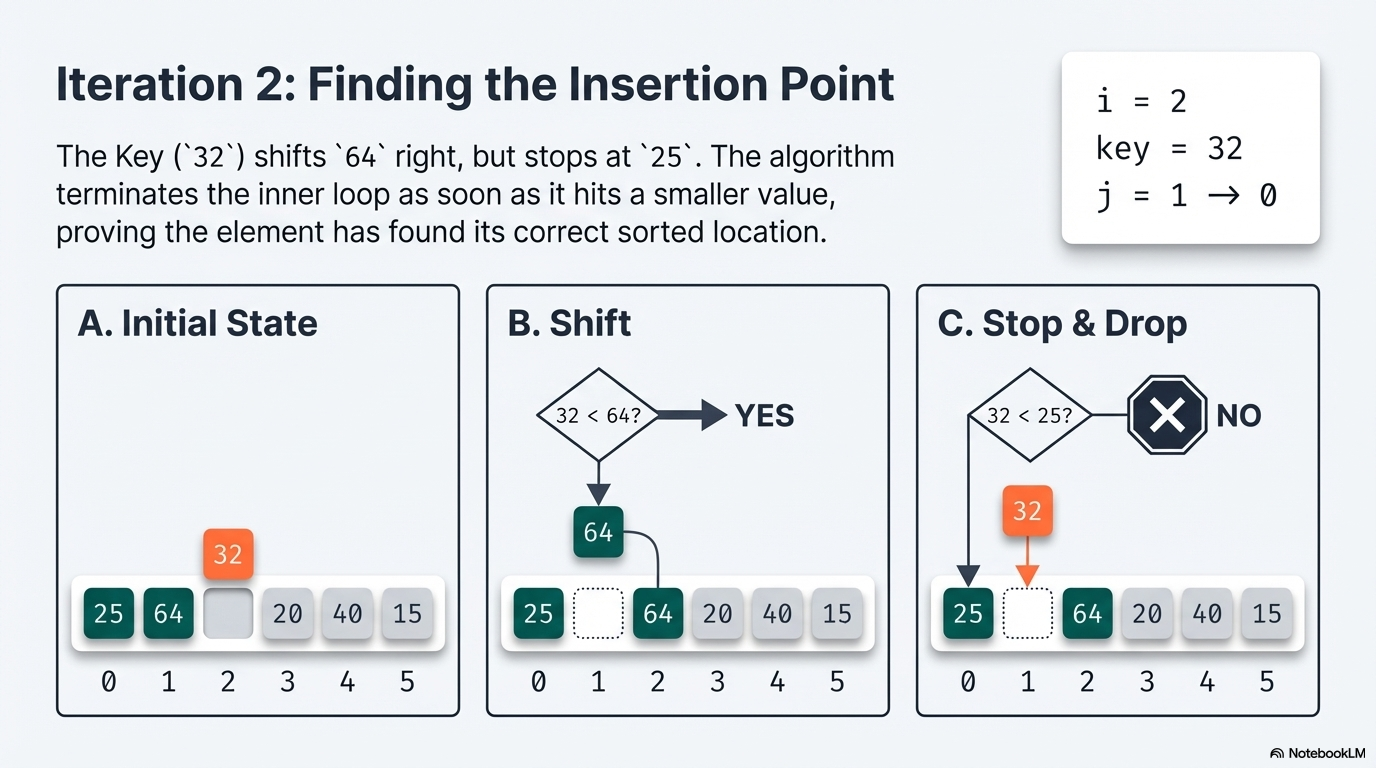 Iteration 2: Finding the Insertion Point
The Key (`32`) shifts `64` right, but stops at `25`. The algorithm
terminates the inner loop as soon as it hits a smaller value,
proving the element has found its correct sorted location.
i = 2
key = 32
j = 1 → 0
A. Initial State
32
25 64 20 40 15
0 1 2 3 4 5
B. Shift
32 < 64? YES
64
25 64 20 40 15
0 1 2 3 4 5
C. Stop & Drop
32 < 25? NO
32
25 64 20 40 15
0 1 2 3 4 5
NotebookLM